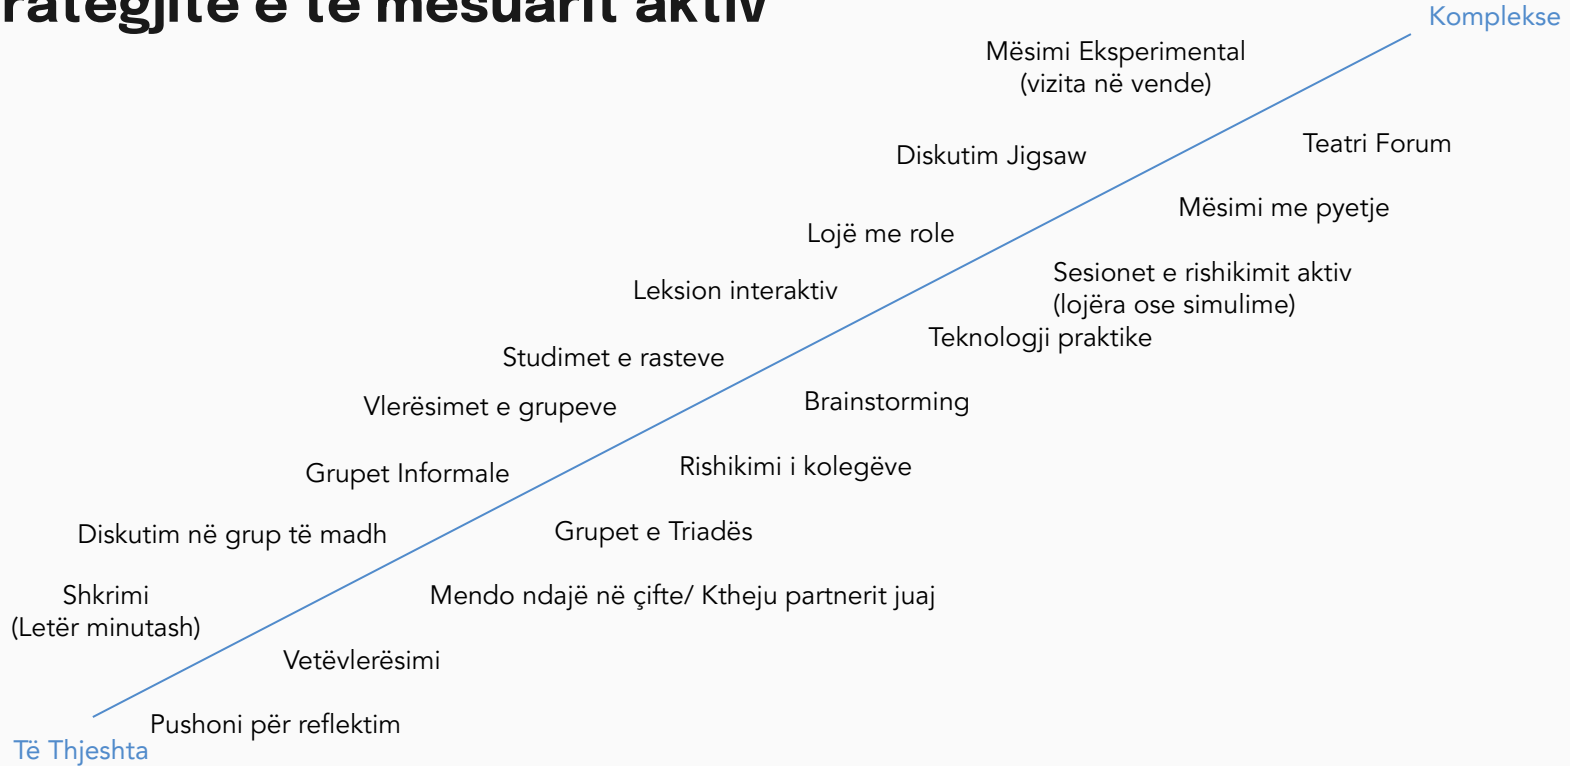 e të mësuarit aktiv
Komplekse
Mësimi Eksperimental
(vizita në vende)
Teatri Forum
Diskutim Jigsaw
Mësimi me pyetje
Lojë me role
Sesionet e rishikimit aktiv
(lojëra ose simulime)
Leksion interaktiv
Teknologji praktike
Studimet e rasteve
Brainstorming
Vlerësimet e grupeve
Rishikimi i kolegëve
Grupet Informale
Grupet e Triadës
Diskutim në grup të madh
Mendo ndajë në çifte/ Ktheju partnerit juaj
Shkrimi
(Letër minutash)
Vetëvlerësimi
Pushoni për reflektim
Të Thjeshta